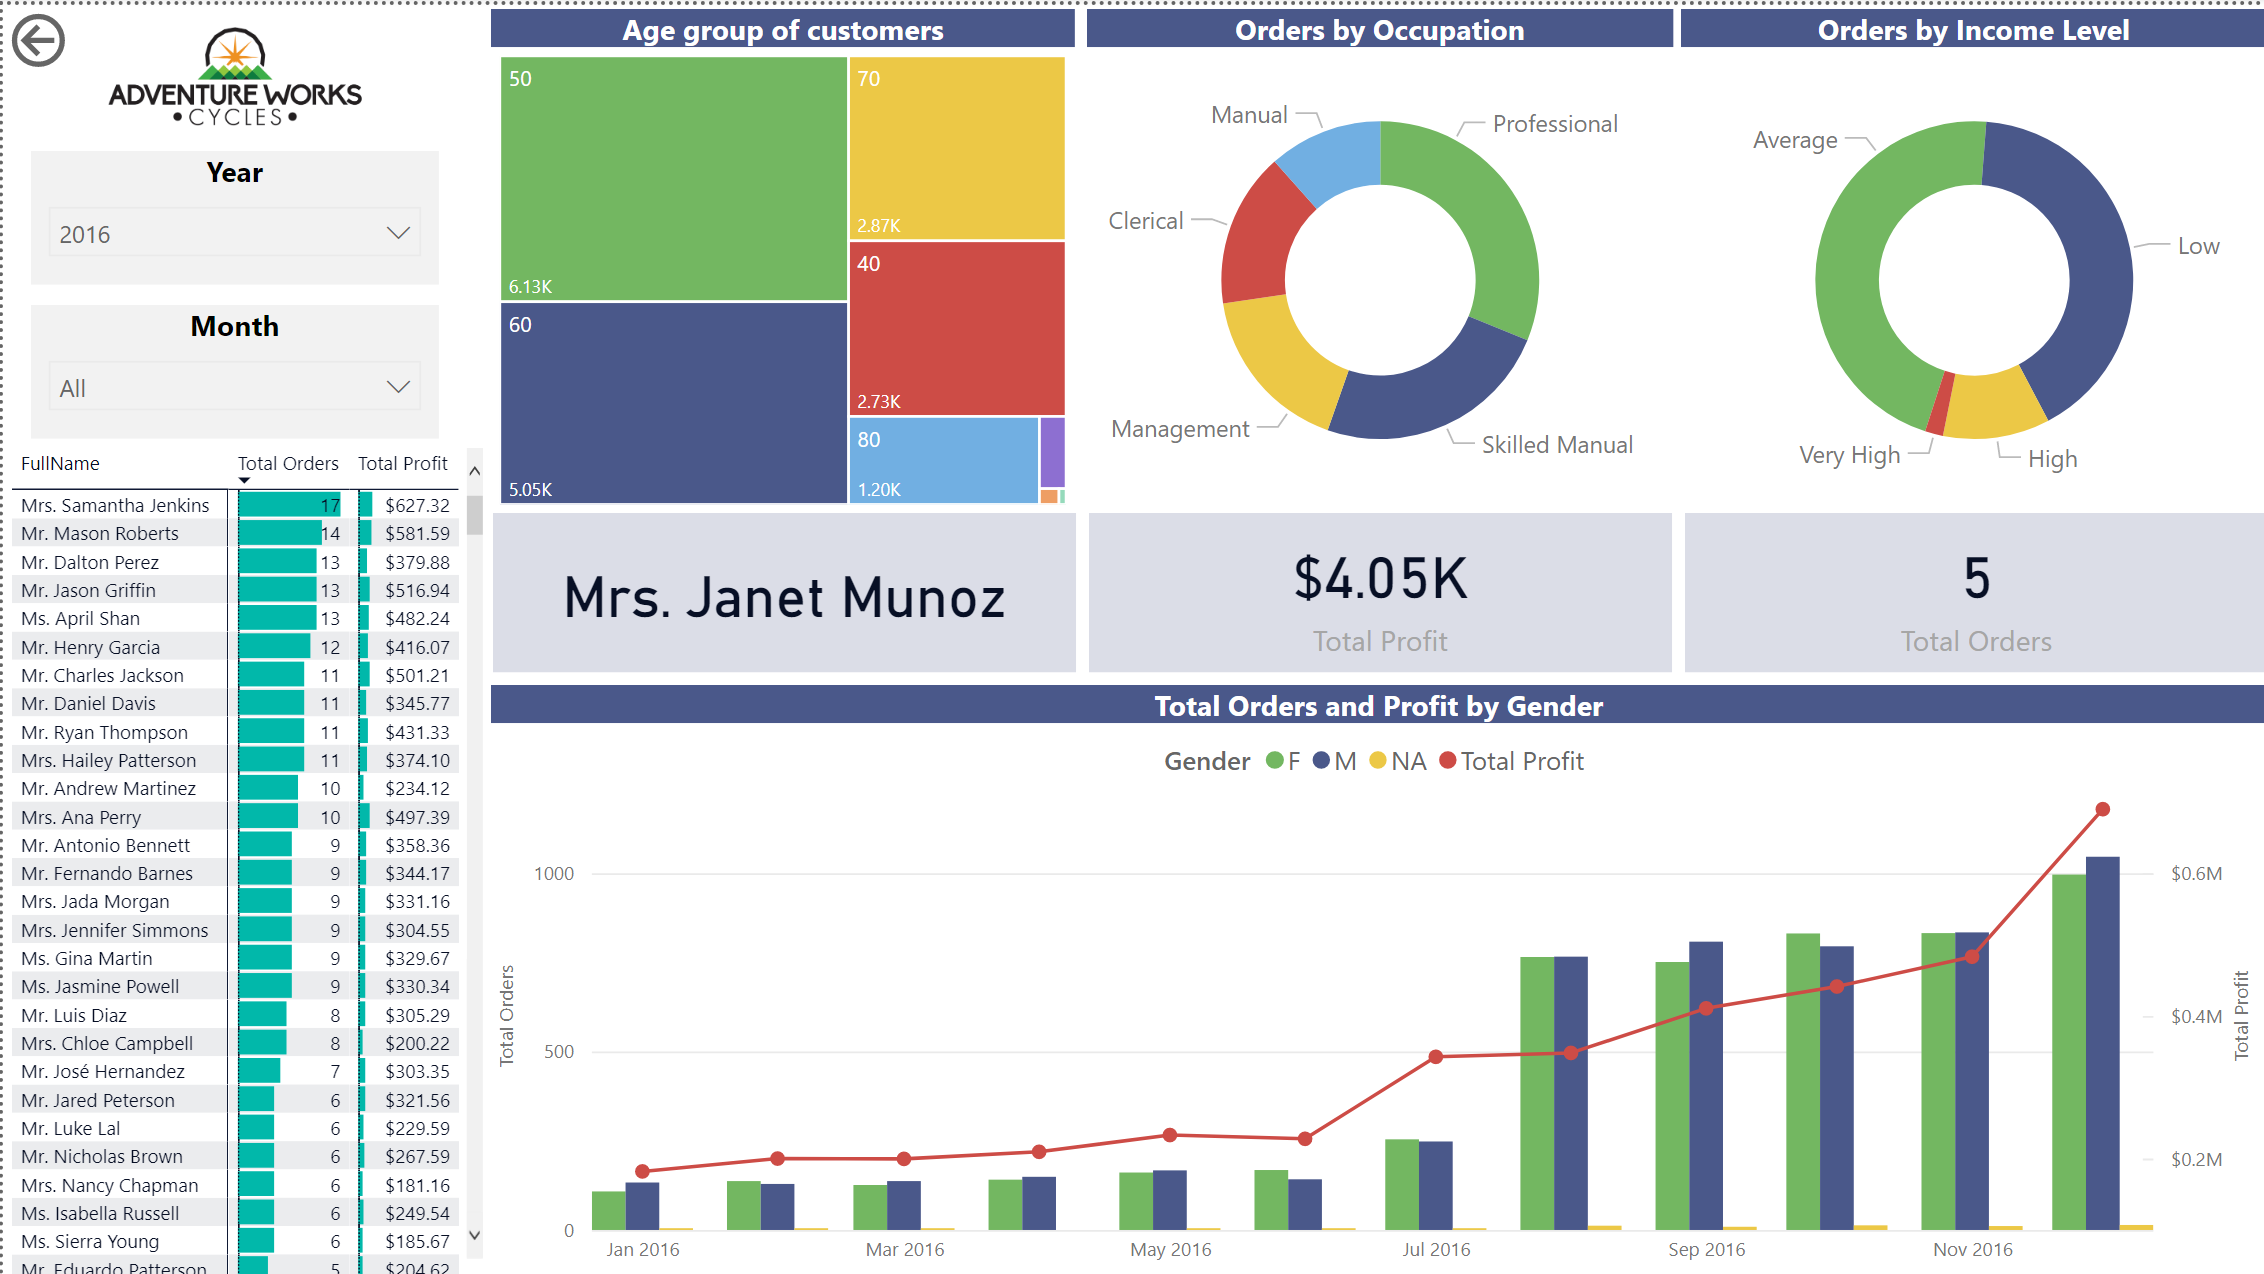 ADVENTURE WORKS
• CYCLES •
Year
2016
Month
All
FullName Total Orders Total Profit
Mrs. Samantha Jenkins 17 $627.32
Mr. Mason Roberts 14 $581.59
Mr. Dalton Perez 13 $379.88
Mr. Jason Griffin 13 $516.94
Ms. April Shan 13 $482.24
Mr. Henry Garcia 12 $416.07
Mr. Charles Jackson 11 $501.21
Mr. Daniel Davis 11 $345.77
Mr. Ryan Thompson 11 $431.33
Mrs. Hailey Patterson 11 $374.10
Mr. Andrew Martinez 10 $234.12
Mrs. Ana Perry 10 $497.39
Mr. Antonio Bennett 9 $358.36
Mr. Fernando Barnes 9 $344.17
Mrs. Jada Morgan 9 $331.16
Mrs. Jennifer Simmons 9 $304.55
Ms. Gina Martin 9 $329.67
Ms. Jasmine Powell 9 $330.34
Mr. Luis Diaz 8 $305.29
Mrs. Chloe Campbell 8 $200.22
Mr. José Hernandez 7 $303.35
Mr. Jared Peterson 6 $321.56
Mr. Luke Lal 6 $229.59
Mr. Nicholas Brown 6 $267.59
Mrs. Nancy Chapman 6 $181.16
Ms. Isabella Russell 6 $249.54
Ms. Sierra Young 6 $185.67
Mr. Eduardo Patterson 5 $204.62
Age group of customers
50
6.13K
60
5.05K
70
2.87K
40
2.73K
80
1.20K
Orders by Occupation
Manual
Professional
Clerical
Management
Skilled Manual
Orders by Income Level
Average
Low
Very High
High
Mrs. Janet Munoz
$4.05K
Total Profit
5
Total Orders
Total Orders and Profit by Gender
Gender F M NA Total Profit
Total Orders
1000
500
0
$0.6M
$0.4M
$0.2M
Total Profit
Jan 2016 Mar 2016 May 2016 Jul 2016 Sep 2016 Nov 2016